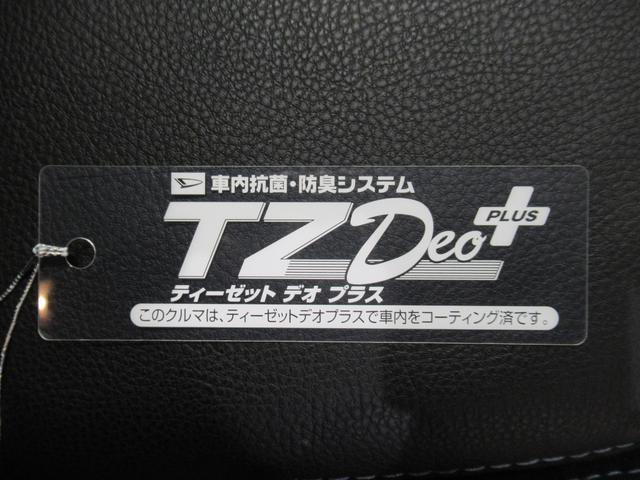 車内抗菌・防臭システム
TZDeo PLUS
ティーゼット デオ プラス
このクルマは、ティーゼットデオプラスで車内をコーティング済です。